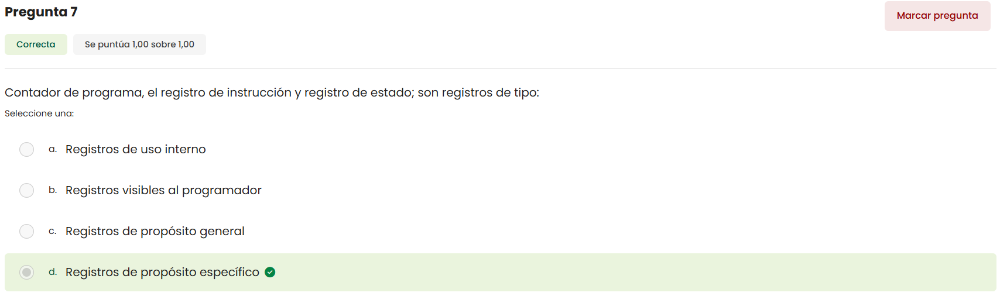 Pregunta 7
Marcar pregunta
Correcta
Se puntúa 1,00 sobre 1,00
Contador de programa, el registro de instrucción y registro de estado; son registros de tipo:
Seleccione una:
a. Registros de uso interno
b. Registros visibles al programador
c. Registros de propósito general
d. Registros de propósito específico